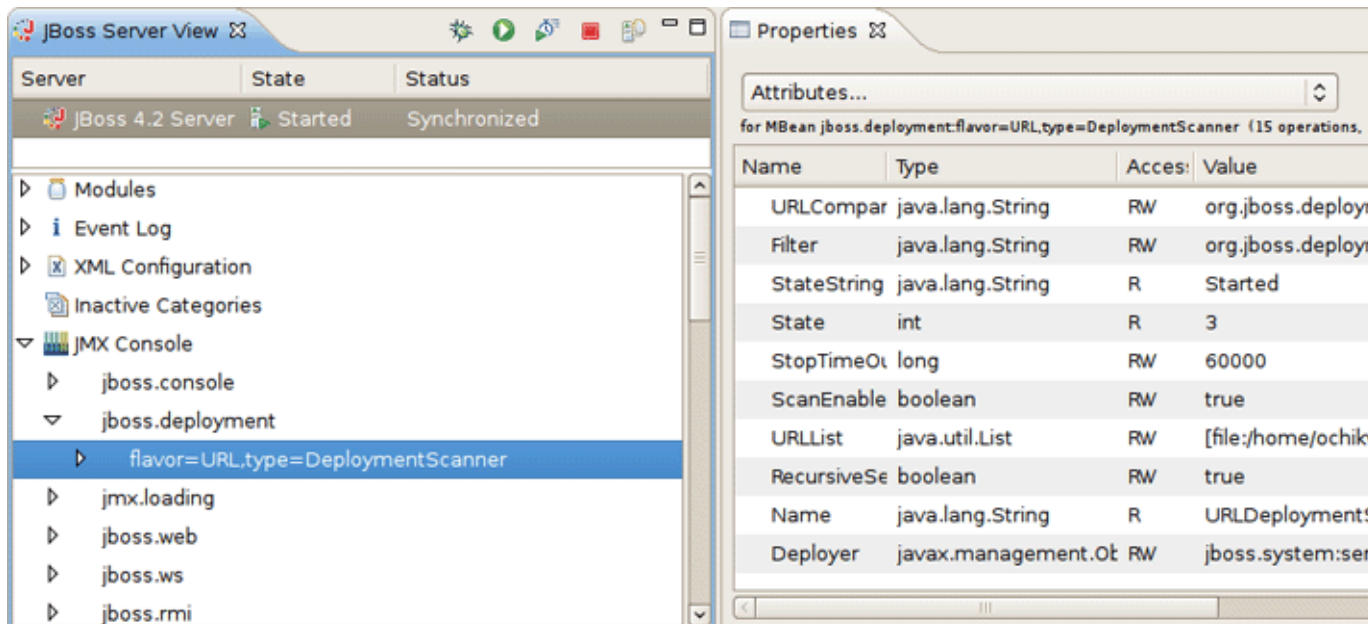 JBoss Server View
Server State Status
JBoss 4.2 Server Started Synchronized
Modules
Event Log
XML Configuration
Inactive Categories
JMX Console
jboss.console
jboss.deployment
flavor=URL,type=DeploymentScanner
jmx.loading
jboss.web
jboss.ws
jboss.rmi
Properties
Attributes...
for MBean jboss.deployment:flavor=URL,type=DeploymentScanner (15 operations,
Name Type Acces Value
URLCompar java.lang.String RW org.jboss.deploy
Filter java.lang.String RW org.jboss.deploy
StateString java.lang.String R Started
State int R 3
StopTimeOu long RW 60000
ScanEnable boolean RW true
URLList java.util.List RW [file:/home/ochik
RecursiveSe boolean RW true
Name java.lang.String R URLDeployment
Deployer javax.management.Ob RW jboss.system:ser